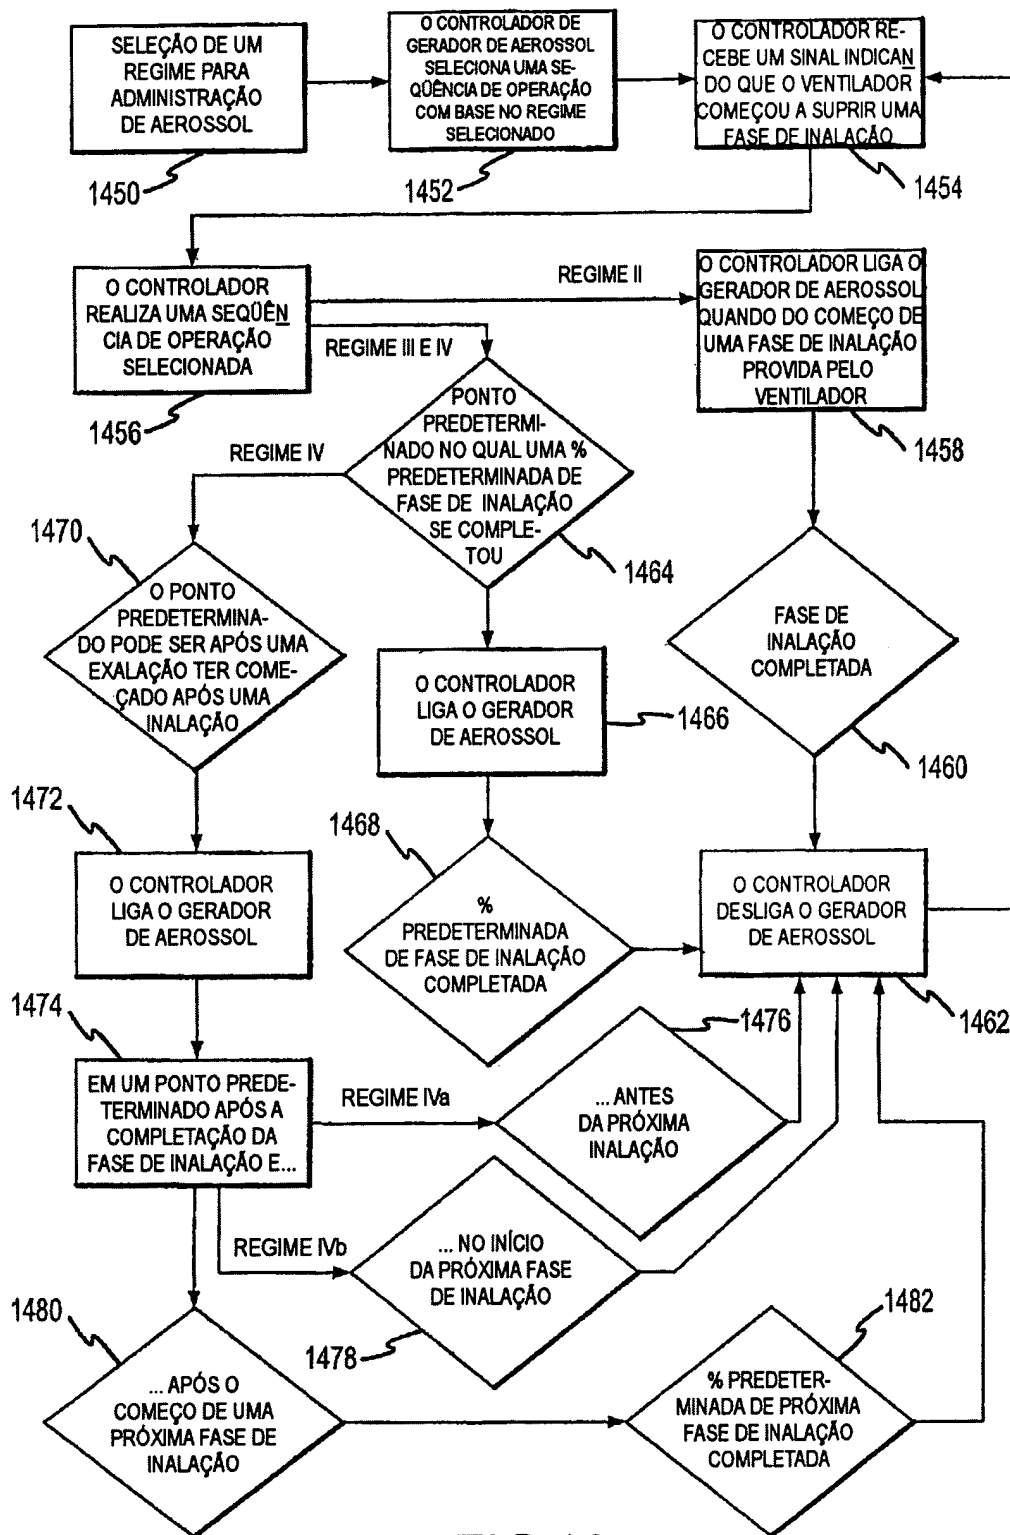 SELEÇÃO DE UM
REGIME PARA
ADMINISTRAÇÃO
DE AEROSSOL
1450
O CONTROLADOR DE
GERADOR DE AEROSSOL
SELECIONA UMA SE-
QÜÊNCIA DE OPERAÇÃO
COM BASE NO REGIME
SELECIONADO
1452
O CONTROLADOR RE-
CEBE UM SINAL INDICAN
DO QUE O VENTILADOR
COMEÇOU A SUPRIR UMA
FASE DE INALAÇÃO
1454
O CONTROLADOR
REALIZA UMA SEQÜÊN
CIA DE OPERAÇÃO
SELECIONADA
1456
REGIME II
REGIME III E IV
O CONTROLADOR LIGA O
GERADOR DE AEROSSOL
QUANDO DO COMEÇO DE
UMA FASE DE INALAÇÃO
PROVIDA PELO
VENTILADOR
1458
PONTO
PREDETERMI-
NADO NO QUAL UMA %
PREDETERMINADA DE
FASE DE INALAÇÃO
SE COMPLE-
TOU
1464
REGIME IV
1470
O PONTO
PREDETERMINA-
DO PODE SER APÓS UMA
EXALAÇÃO TER COME-
ÇADO APÓS UMA
INALAÇÃO
FASE DE
INALAÇÃO
COMPLETADA
1460
O CONTROLADOR
LIGA O GERADOR
DE AEROSSOL
1466
1472
O CONTROLADOR
LIGA O GERADOR
DE AEROSSOL
1468
%
PREDETERMINADA
DE FASE DE INALAÇÃO
COMPLETADA
O CONTROLADOR
DESLIGA O GERADOR
DE AEROSSOL
1462
1474
EM UM PONTO PREDE-
TERMINADO APÓS A
COMPLETAÇÃO DA
FASE DE INALAÇÃO E...
REGIME IVa
1476
... ANTES
DA PRÓXIMA
INALAÇÃO
REGIME IVb
... NO INÍCIO
DA PRÓXIMA FASE
DE INALAÇÃO
1478
1480
... APÓS O
COMEÇO DE UMA
PRÓXIMA FASE DE
INALAÇÃO
1482
% PREDETER-
MINADA DE PRÓXIMA
FASE DE INALAÇÃO
COMPLETADA